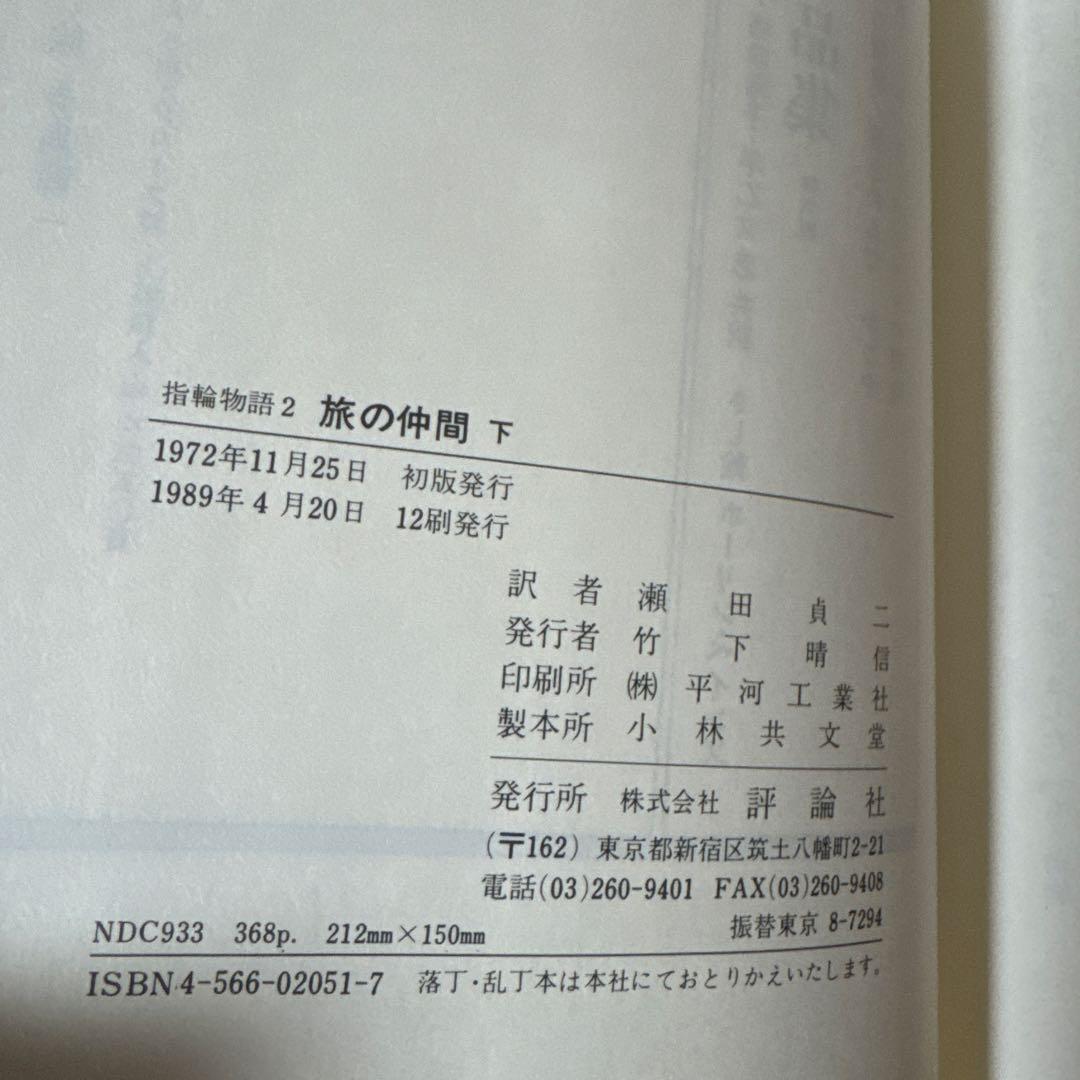 指輪物語2 旅の仲間 下
1972年11月25日 初版発行
1989年4月20日 12刷発行
訳者 瀬田貞二
発行者 竹下晴信
印刷所 ㈱平河工業社
製本所 小林共文堂
発行所 株式会社 評論社
(〒162) 東京都新宿区筑土八幡町2-21
電話(03)260-9401 FAX(03)260-9408
振替東京 8-7294
NDC933 368p. 212mm×150mm
ISBN4-566-02051-7 落丁・乱丁本は本社にておとりかえいたします。